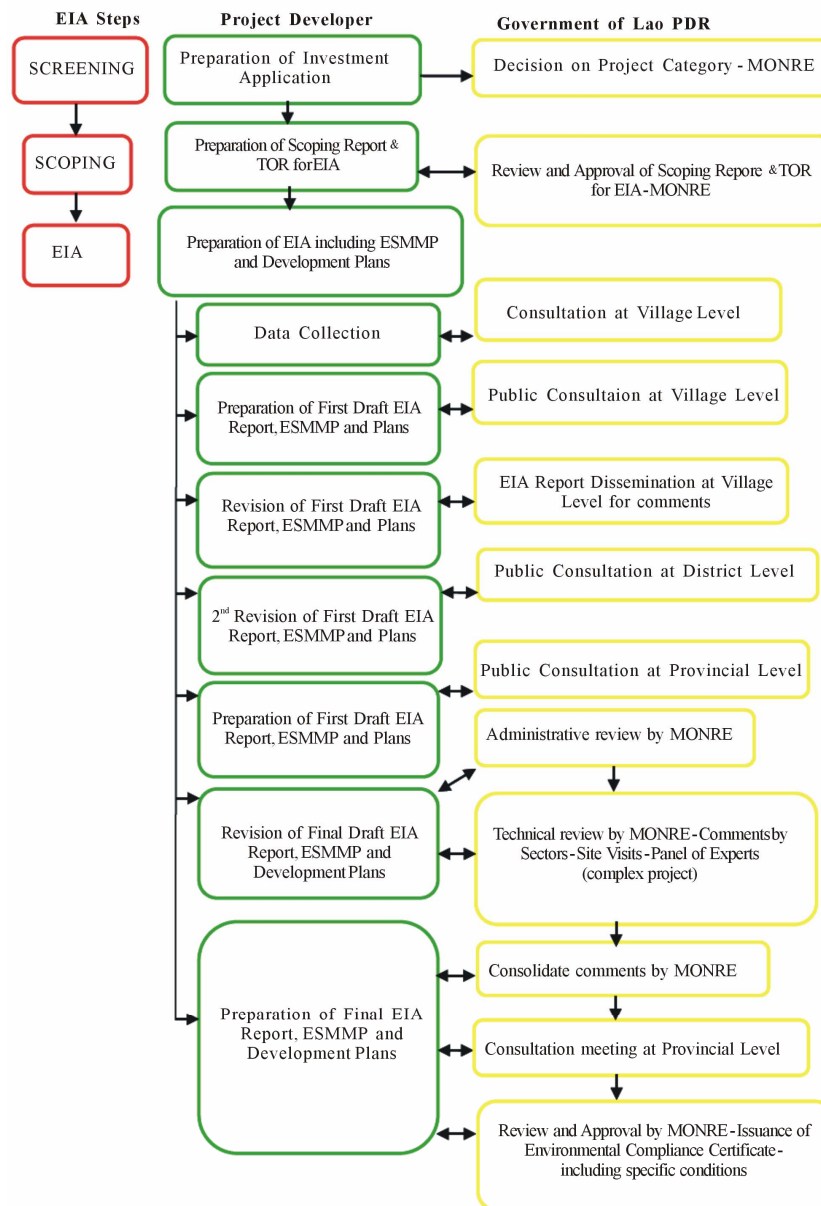 EIA Steps
Project Developer
Government of Lao PDR
SCREENING
Preparation of Investment
Application
Decision on Project Category - MONRE
SCOPING
Preparation of Scoping Report &
TOR for EIA
Review and Approval of Scoping Repore & TOR
for EIA-MONRE
EIA
Preparation of EIA including ESMMP
and Development Plans
Data Collection
Consultation at Village Level
Preparation of First Draft EIA
Report, ESMMP and Plans
Public Consultaion at Village Level
Revision of First Draft EIA
Report, ESMMP and Plans
EIA Report Dissemination at Village
Level for comments
2nd Revision of First Draft EIA
Report, ESMMP and Plans
Public Consultation at District Level
Preparation of First Draft EIA
Report, ESMMP and Plans
Public Consultation at Provincial Level
Administrative review by MONRE
Revision of Final Draft EIA
Report, ESMMP and
Development Plans
Technical review by MONRE-Comments by
Sectors-Site Visits-Panel of Experts
(complex project)
Preparation of Final EIA
Report, ESMMP and
Development Plans
Consolidate comments by MONRE
Consultation meeting at Provincial Level
Review and Approval by MONRE-Issuance of
Environmental Compliance Certificate-
including specific conditions